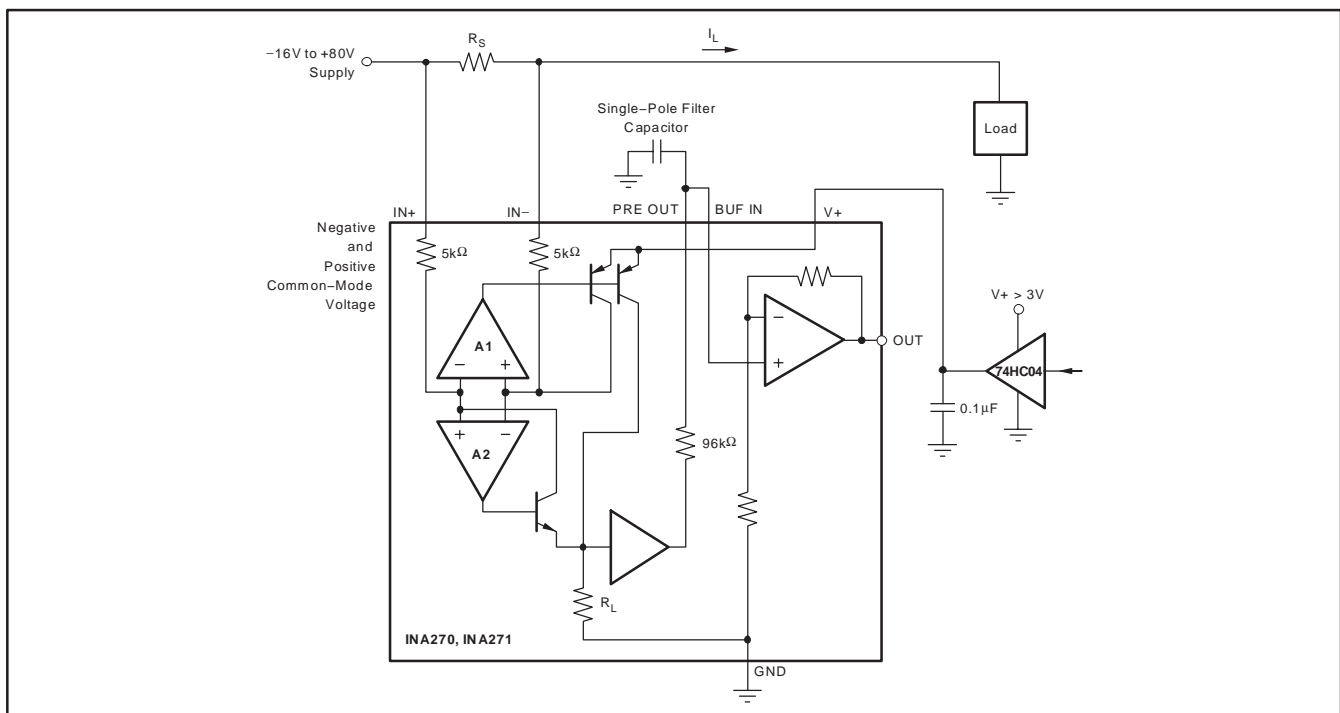 −16V to +80V
Supply
R_S
I_L
Load
Single−Pole Filter
Capacitor
IN+
IN−
PRE OUT
BUF IN
V+
Negative
and
Positive
Common−Mode
Voltage
5kΩ
5kΩ
A1
− +
+ −
A2
−
+
OUT
V+ > 3V
74HC04
0.1μF
96kΩ
R_L
INA270, INA271
GND